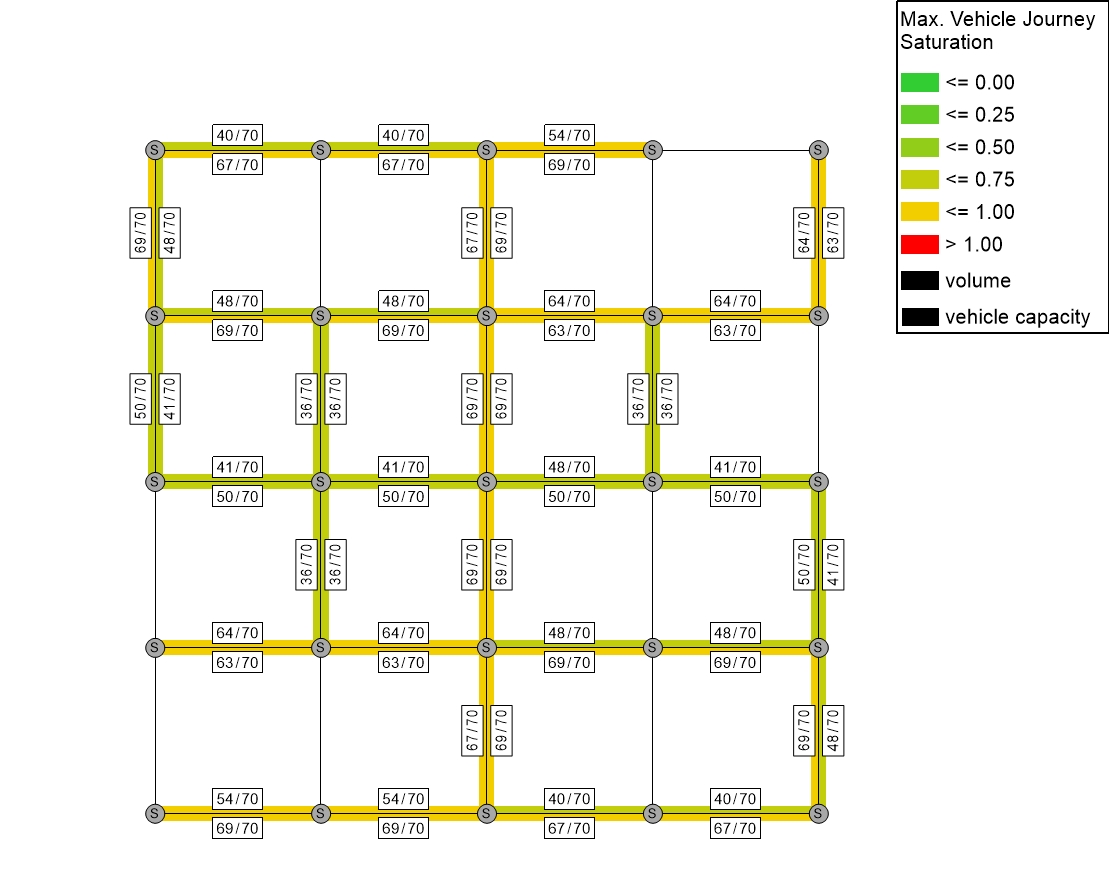 Max. Vehicle Journey
Saturation
<= 0.00
<= 0.25
<= 0.50
<= 0.75
<= 1.00
> 1.00
volume
vehicle capacity
40/70 40/70 54/70
S S S S S
67/70 67/70 69/70
69/70 48/70 67/70 69/70 64/70 63/70
48/70 48/70 64/70 64/70
S S S S S
69/70 69/70 63/70 63/70
50/70 41/70 36/70 36/70 69/70 69/70 36/70 36/70
41/70 41/70 48/70 41/70
S S S S S
50/70 50/70 50/70 50/70
36/70 36/70 69/70 69/70 50/70 41/70
64/70 64/70 48/70 48/70
S S S S S
63/70 63/70 69/70 69/70
67/70 69/70 69/70 48/70
54/70 54/70 40/70 40/70
S S S S S
69/70 69/70 67/70 67/70